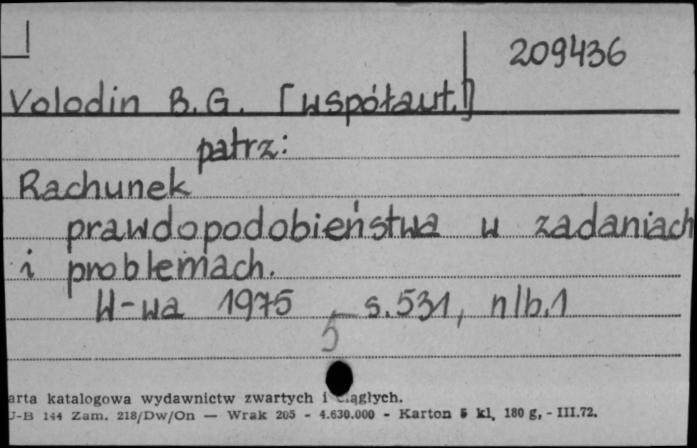 209436
Volodin B.G. [współaut.]
patrz:
Rachunek
prawdopodobieństwa w zadaniach
i problemach.
W-wa 1975 s.531, nlb.1
5
arta katalogowa wydawnictw zwartych i ciągłych.
J-B 144 Zam. 218/Dw/On — Wrak 205 - 4.630.000 - Karton 5 kl, 180 g, - III.72.